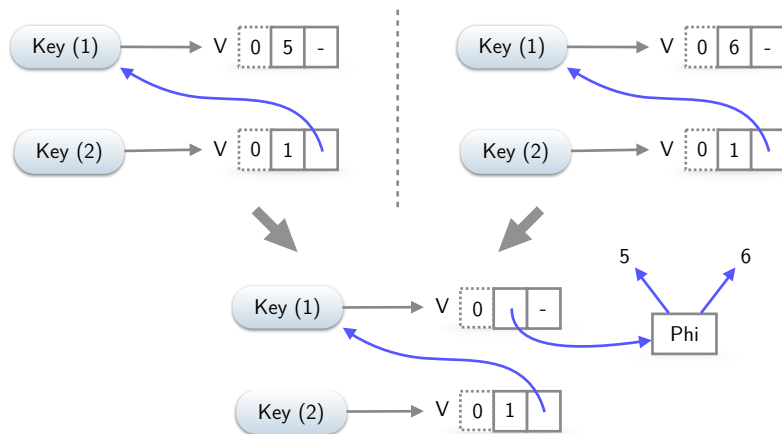 Key (1) V 0 5 -
Key (1) V 0 6 -
Key (2) V 0 1
Key (2) V 0 1
5 6
Key (1) V 0 -
Phi
Key (2) V 0 1